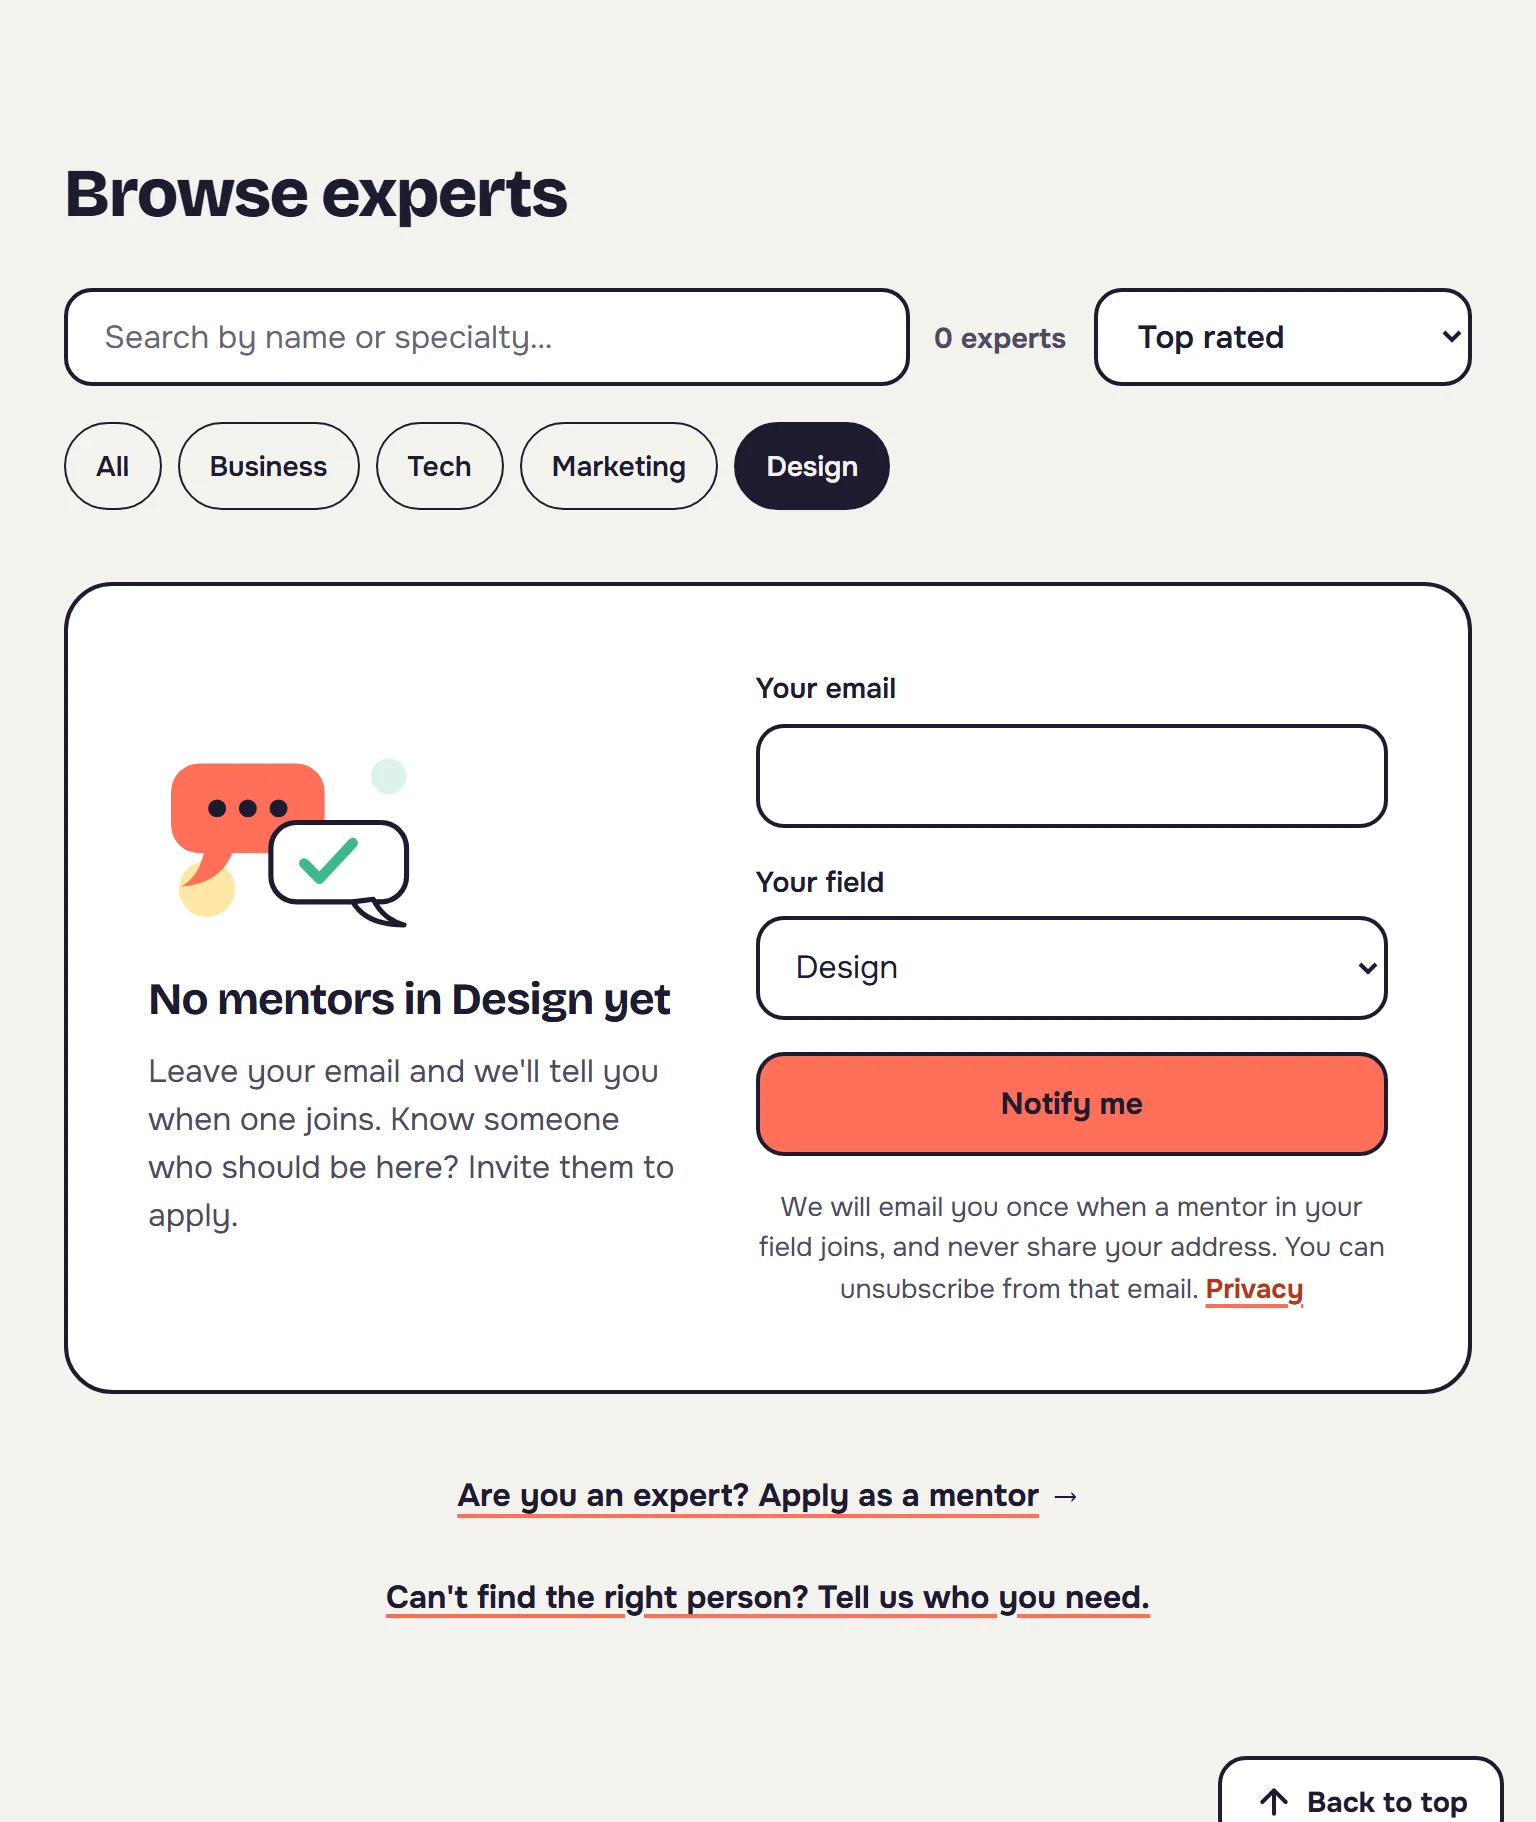 Browse experts
Search by name or specialty...
0 experts
Top rated
All
Business
Tech
Marketing
Design
No mentors in Design yet
Leave your email and we'll tell you
when one joins. Know someone
who should be here? Invite them to
apply.
Your email
Your field
Design
Notify me
We will email you once when a mentor in your
field joins, and never share your address. You can
unsubscribe from that email. Privacy
Are you an expert? Apply as a mentor →
Can't find the right person? Tell us who you need.
↑ Back to top